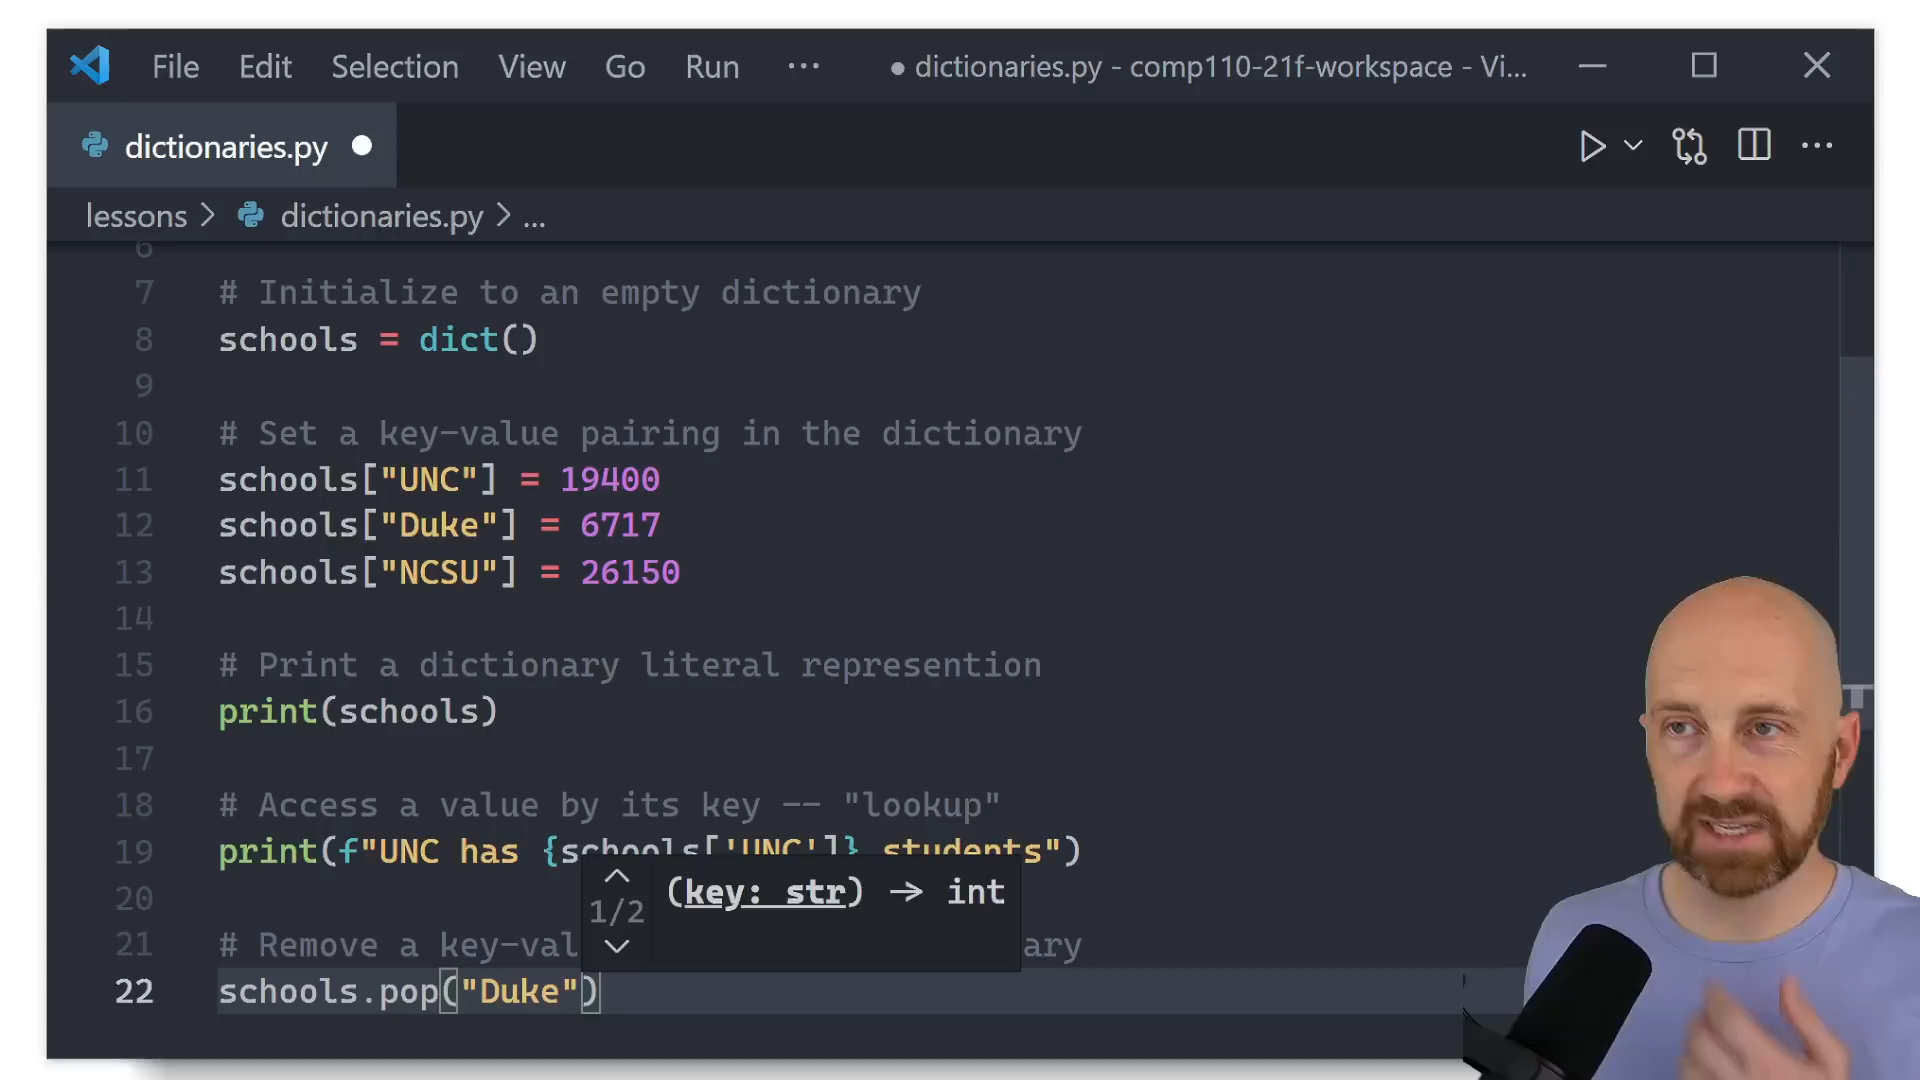 File Edit Selection View Go Run ··· ● dictionaries.py - comp110-21f-workspace - Vi...
dictionaries.py
lessons > dictionaries.py > ...
6
7 # Initialize to an empty dictionary
8 schools = dict()
9
10 # Set a key-value pairing in the dictionary
11 schools["UNC"] = 19400
12 schools["Duke"] = 6717
13 schools["NCSU"] = 26150
14
15 # Print a dictionary literal represention
16 print(schools)
17
18 # Access a value by its key -- "lookup"
19 print(f"UNC has {schools['UNC']} students")
1/2 (key: str) -> int
20
21 # Remove a key-val ary
22 schools.pop("Duke")